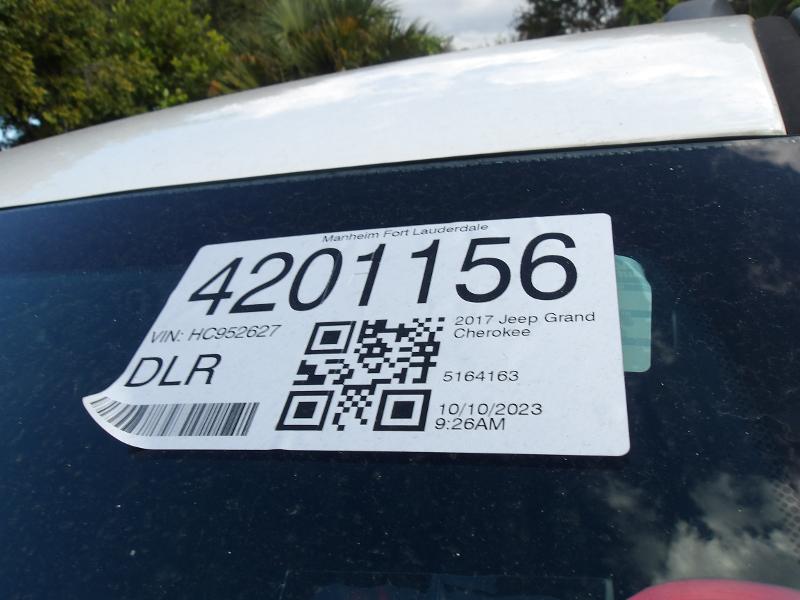 Manheim Fort Lauderdale
4201156
VIN: HC952627
2017 Jeep Grand
Cherokee
DLR
5164163
10/10/2023
9:26AM